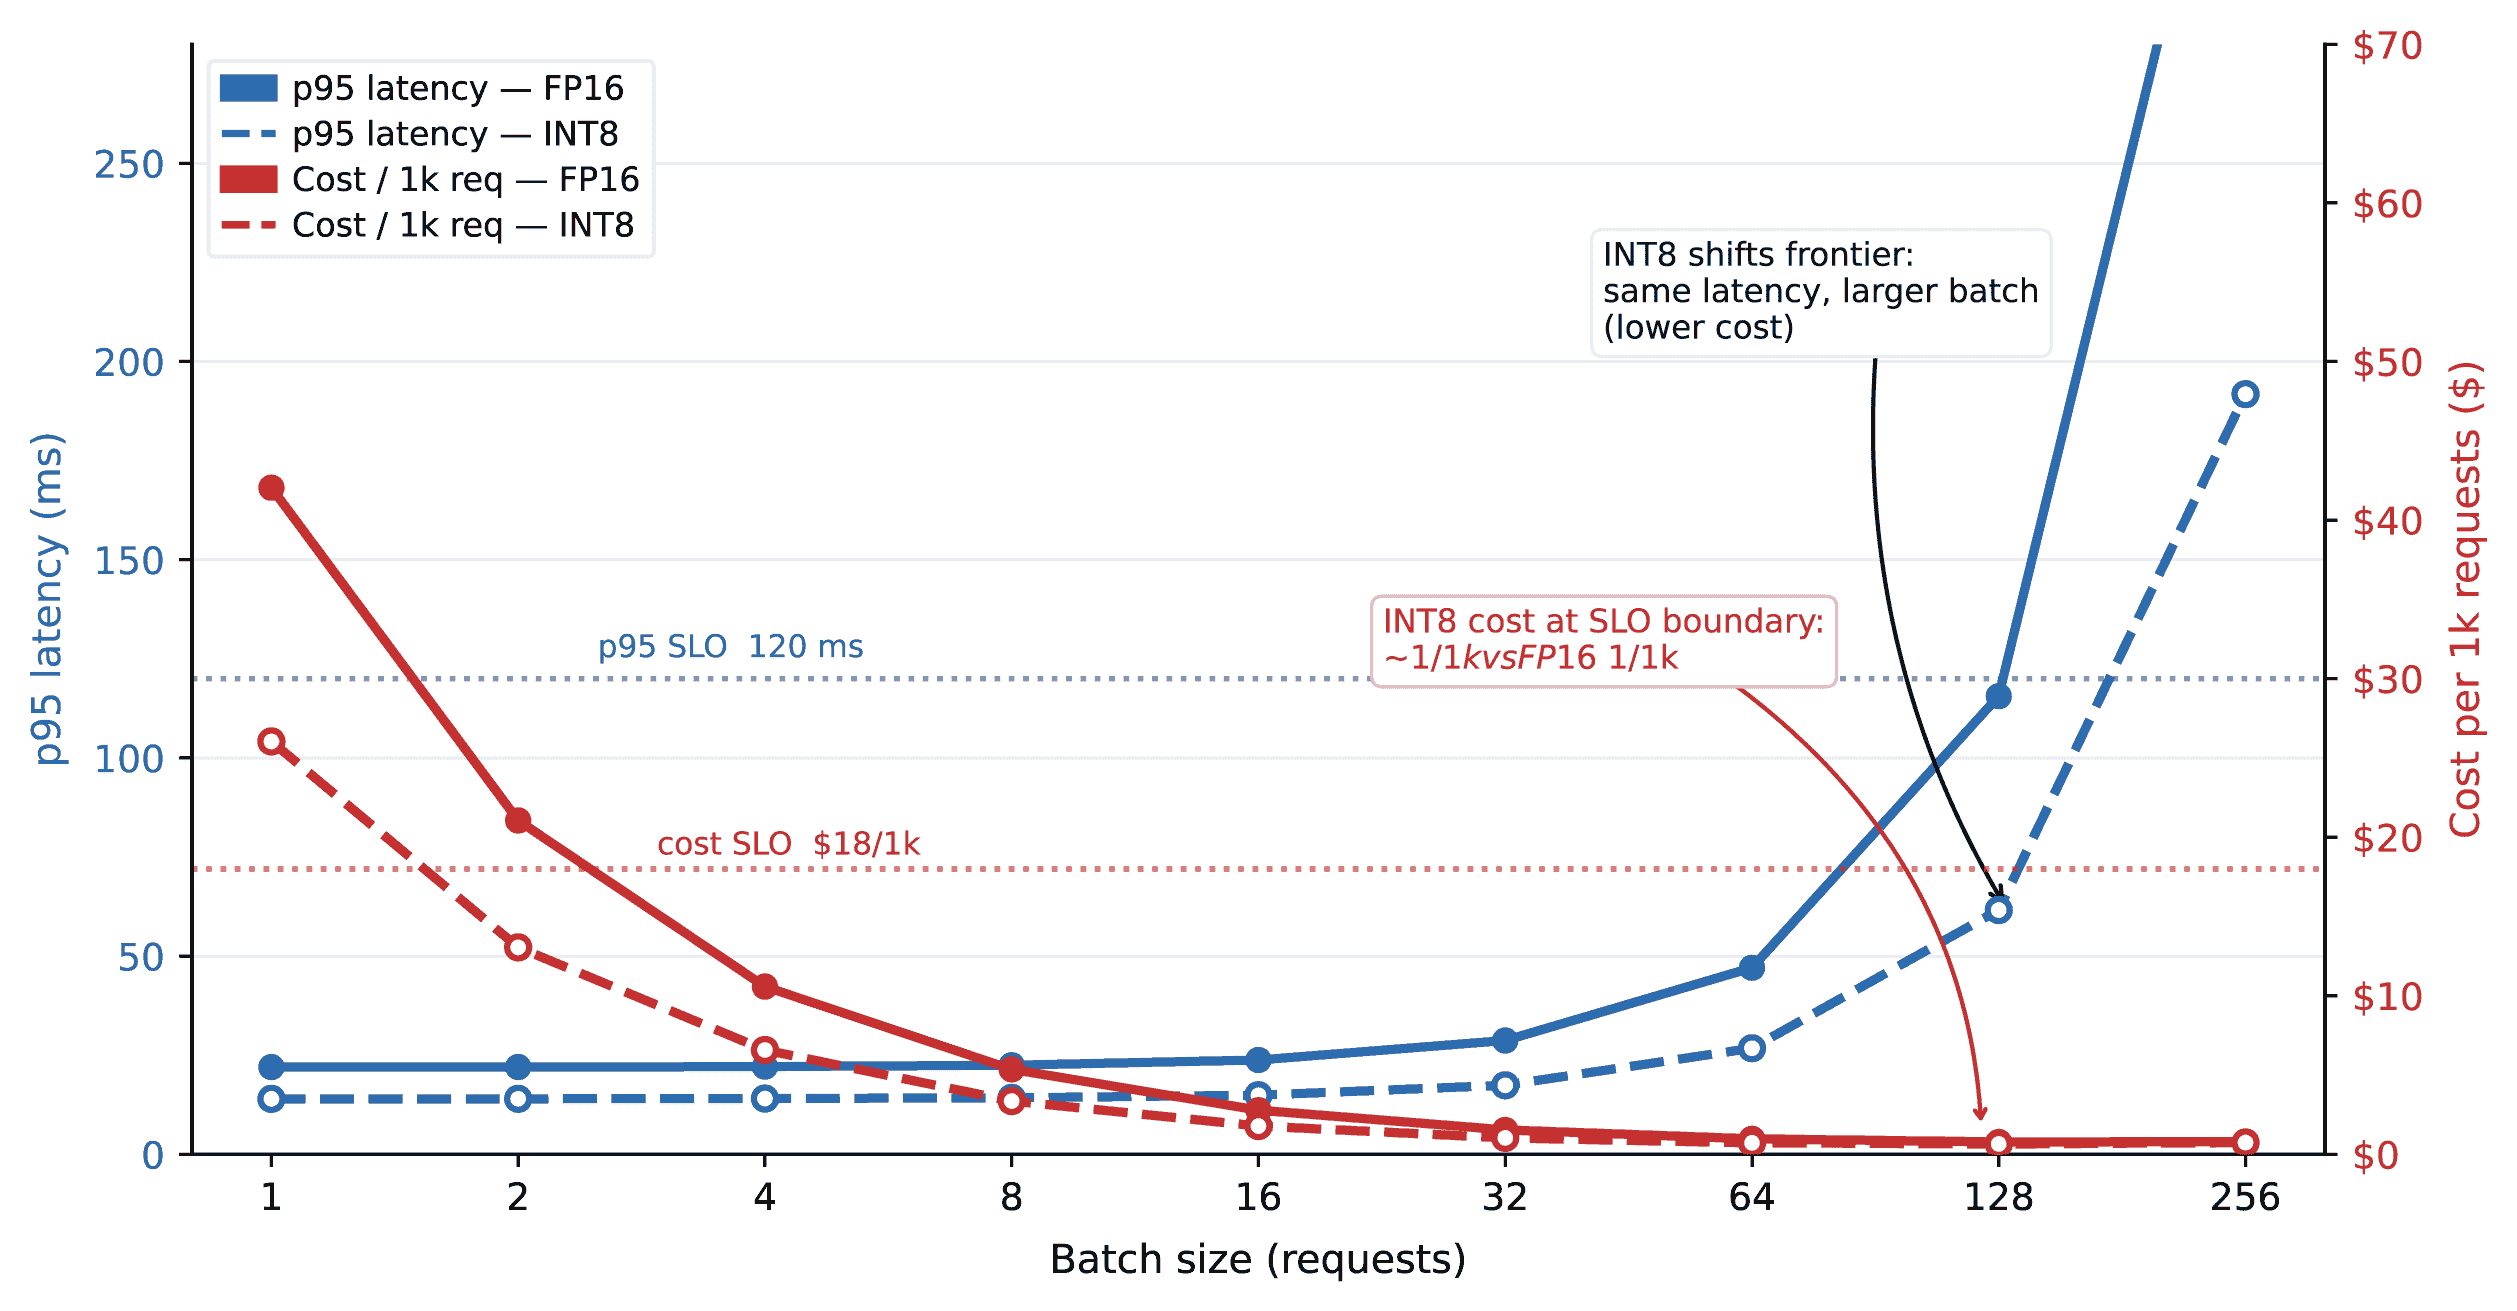 p95 latency — FP16
p95 latency — INT8
Cost / 1k req — FP16
Cost / 1k req — INT8
INT8 shifts frontier:
same latency, larger batch
(lower cost)
INT8 cost at SLO boundary:
~1/1kvsFP16 1/1k
p95 SLO  120 ms
cost SLO  $18/1k
p95 latency (ms)
250
200
150
100
50
0
$70
$60
$50
$40
$30
$20
$10
$0
Cost per 1k requests ($)
1 2 4 8 16 32 64 128 256
Batch size (requests)